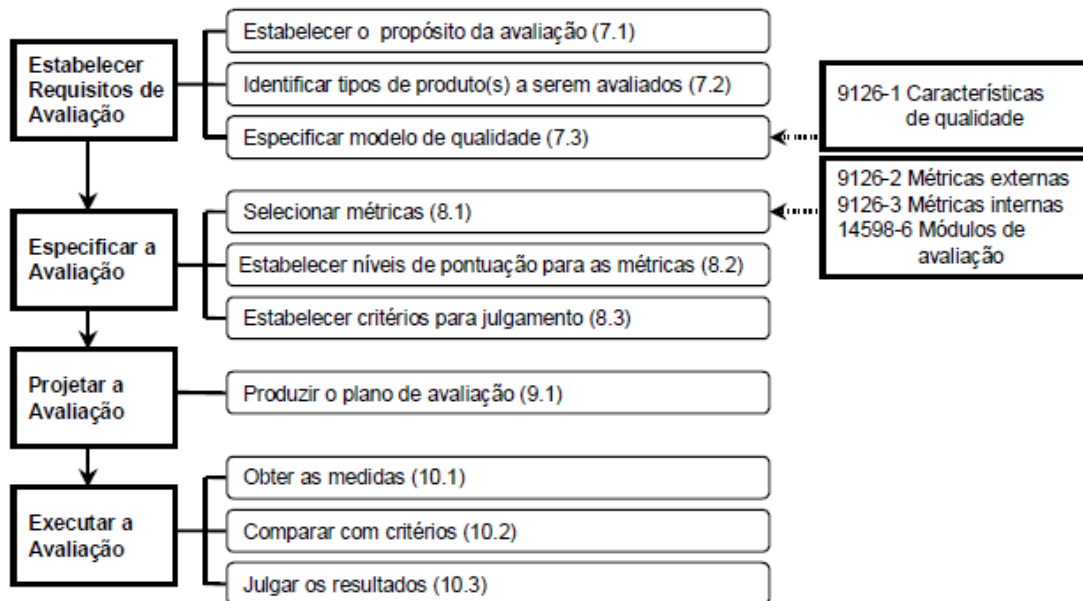 Estabelecer
Requisitos de
Avaliação
Estabelecer o propósito da avaliação (7.1)
Identificar tipos de produto(s) a serem avaliados (7.2)
Especificar modelo de qualidade (7.3)
9126-1 Características
de qualidade
9126-2 Métricas externas
9126-3 Métricas internas
14598-6 Módulos de
avaliação
Especificar a
Avaliação
Selecionar métricas (8.1)
Estabelecer níveis de pontuação para as métricas (8.2)
Estabelecer critérios para julgamento (8.3)
Projetar a
Avaliação
Produzir o plano de avaliação (9.1)
Executar a
Avaliação
Obter as medidas (10.1)
Comparar com critérios (10.2)
Julgar os resultados (10.3)